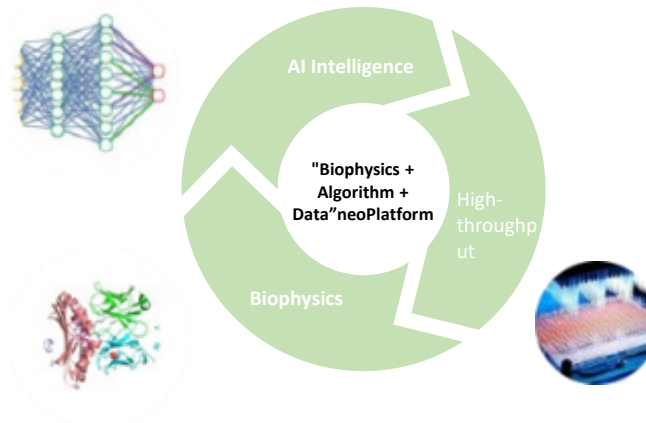 AI Intelligence
"Biophysics +
Algorithm +
Data”neoPlatform
High-
throughp
ut
Biophysics